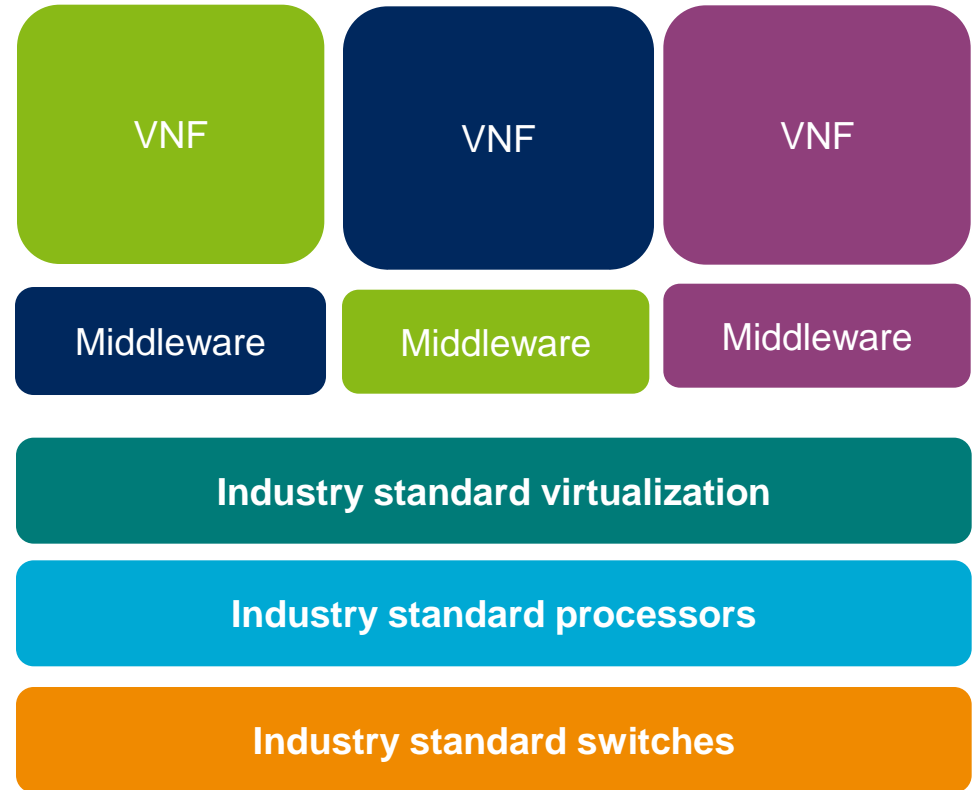 VNF
VNF
VNF
Middleware
Middleware
Middleware
Industry standard virtualization
Industry standard processors
Industry standard switches